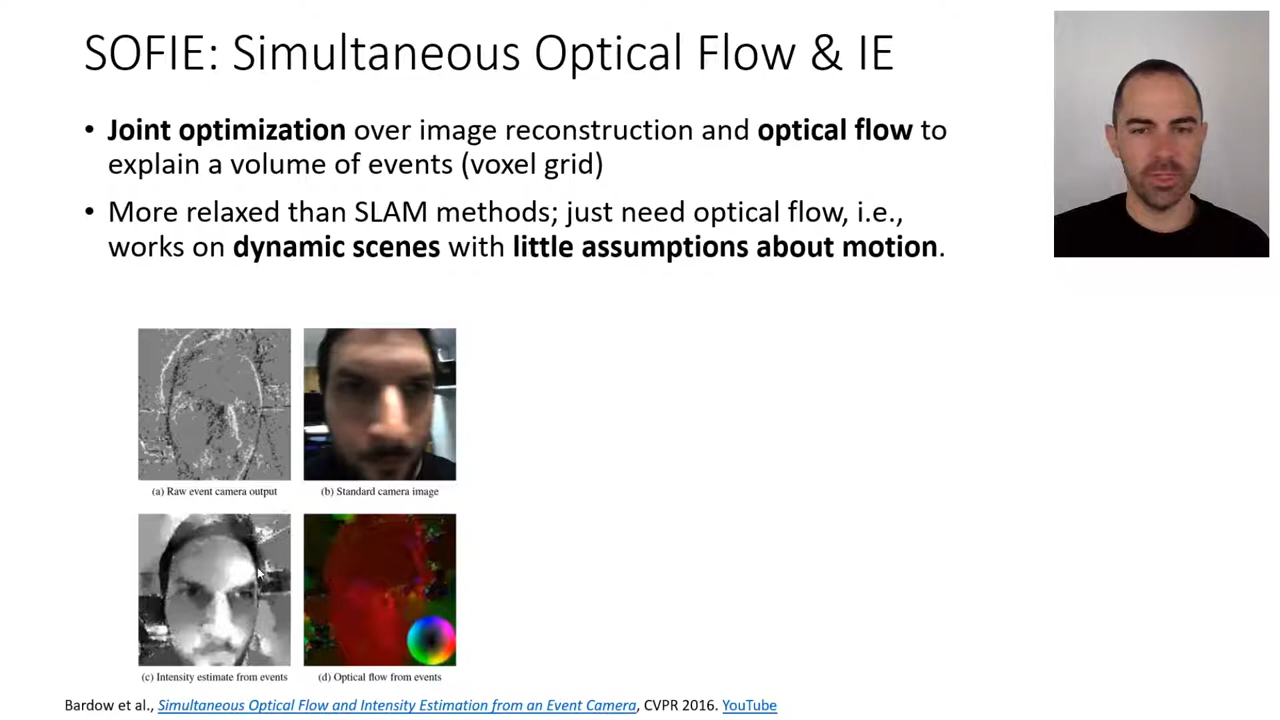 SOFIE: Simultaneous Optical Flow & IE
• Joint optimization over image reconstruction and optical flow to
explain a volume of events (voxel grid)
• More relaxed than SLAM methods; just need optical flow, i.e.,
works on dynamic scenes with little assumptions about motion.
(a) Raw event camera output
(b) Standard camera image
(c) Intensity estimate from events
(d) Optical flow from events
Bardow et al., Simultaneous Optical Flow and Intensity Estimation from an Event Camera, CVPR 2016. YouTube